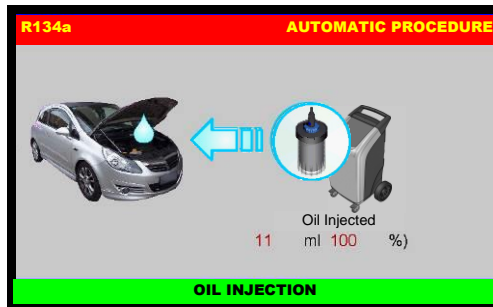 R134a AUTOMATIC PROCEDURE
Oil Injected
11 ml 100 %)
OIL INJECTION